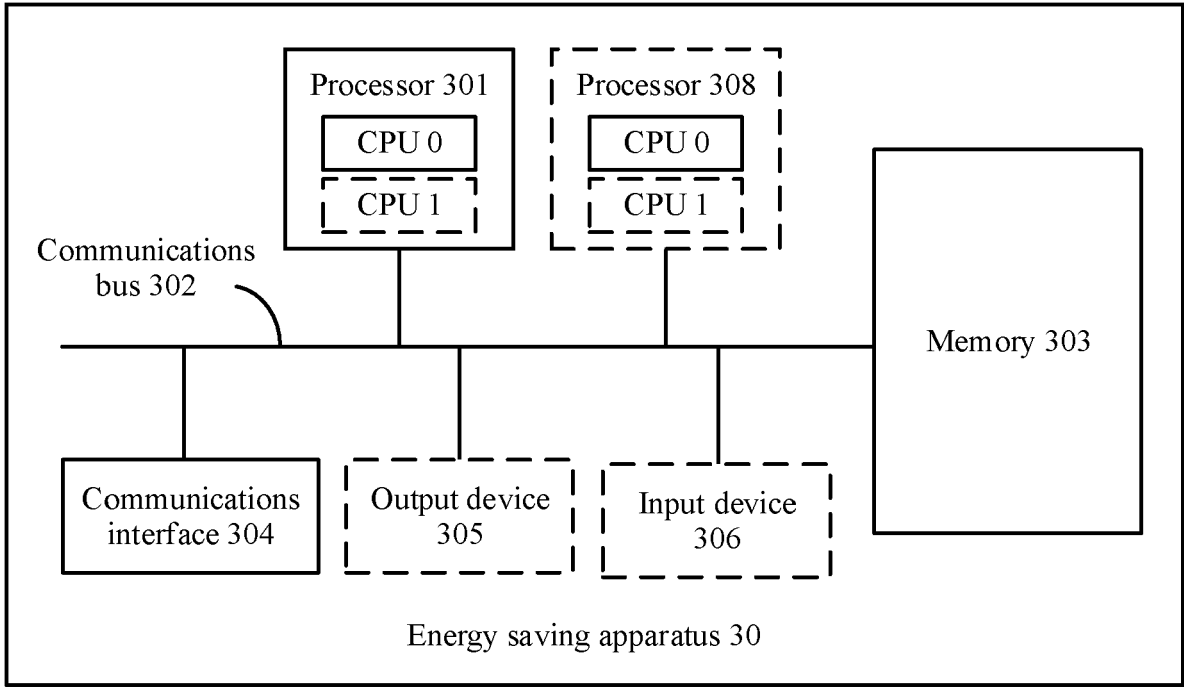 Processor 301
CPU 0
CPU 1
Processor 308
CPU 0
CPU 1
Communications
bus 302
Memory 303
Communications
interface 304
Output device
305
Input device
306
Energy saving apparatus 30